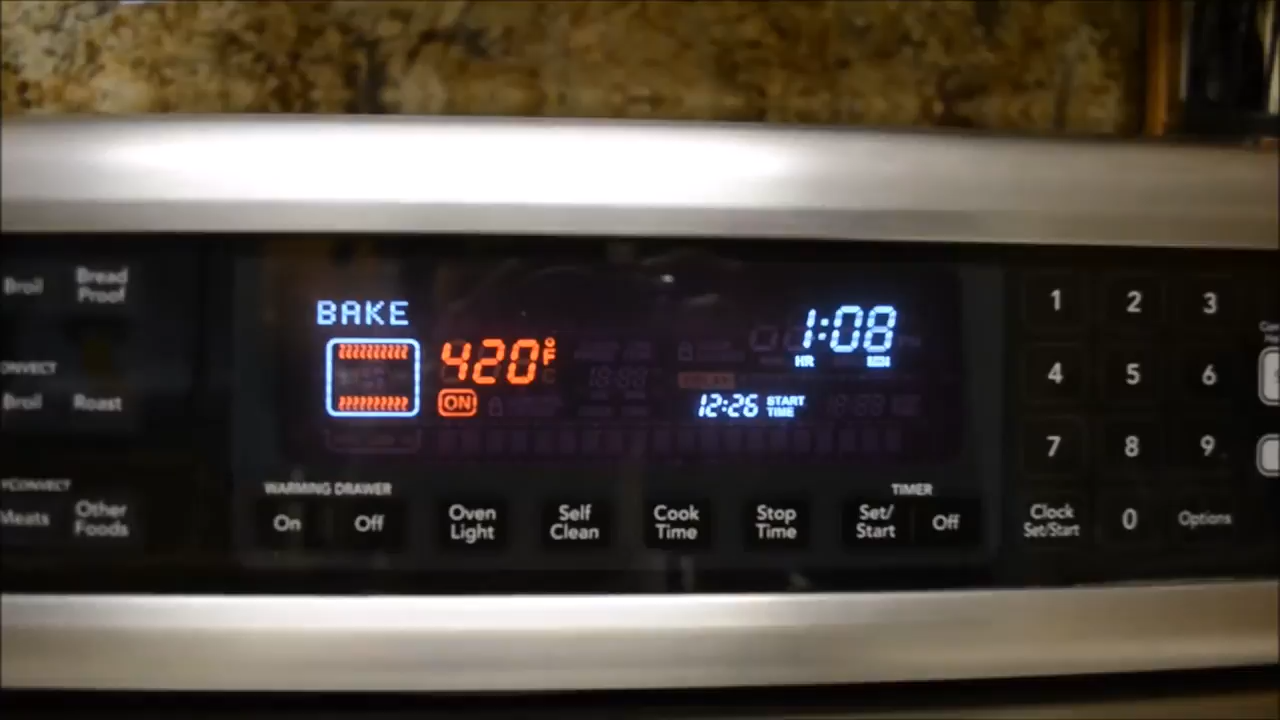 Broil
Bread
Proof
Broil
Roast
Meats
Other
Foods
BAKE
420°F
ON
1:08
HR MIN
12:26 START
TIME
WARMING DRAWER
On Off
Oven
Light
Self
Clean
Cook
Time
Stop
Time
TIMER
Set/
Start
Off
1 2 3
4 5 6
7 8 9
Clock
Set/Start
0
Options